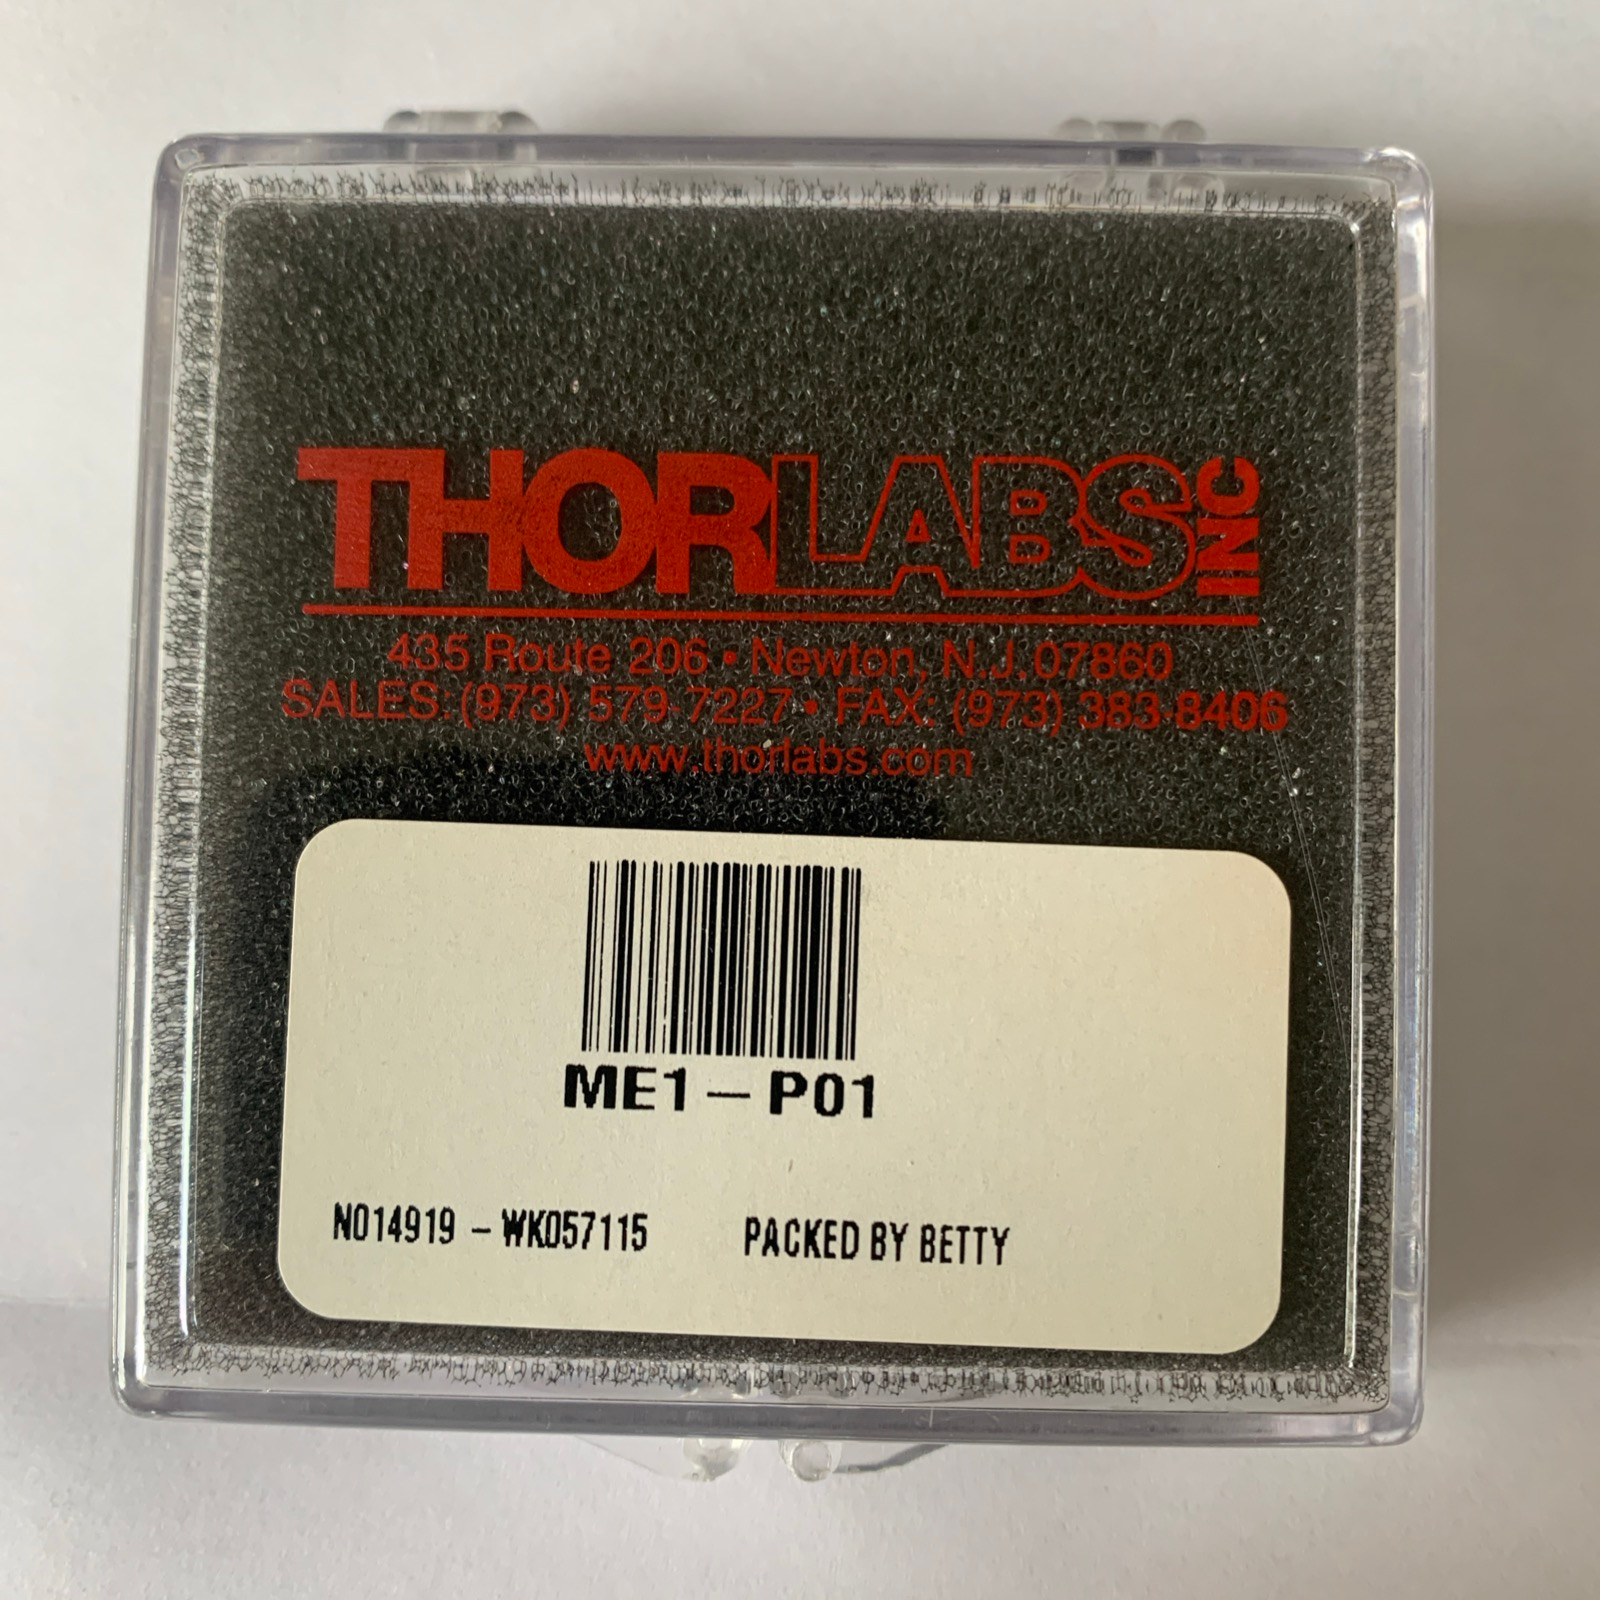 THORLABS INC
435 Route 206 • Newton, N.J. 07860
SALES: (973) 579-7227 • FAX: (973) 383-8406
www.thorlabs.com
ME1-P01
N014919 - WK057115 PACKED BY BETTY